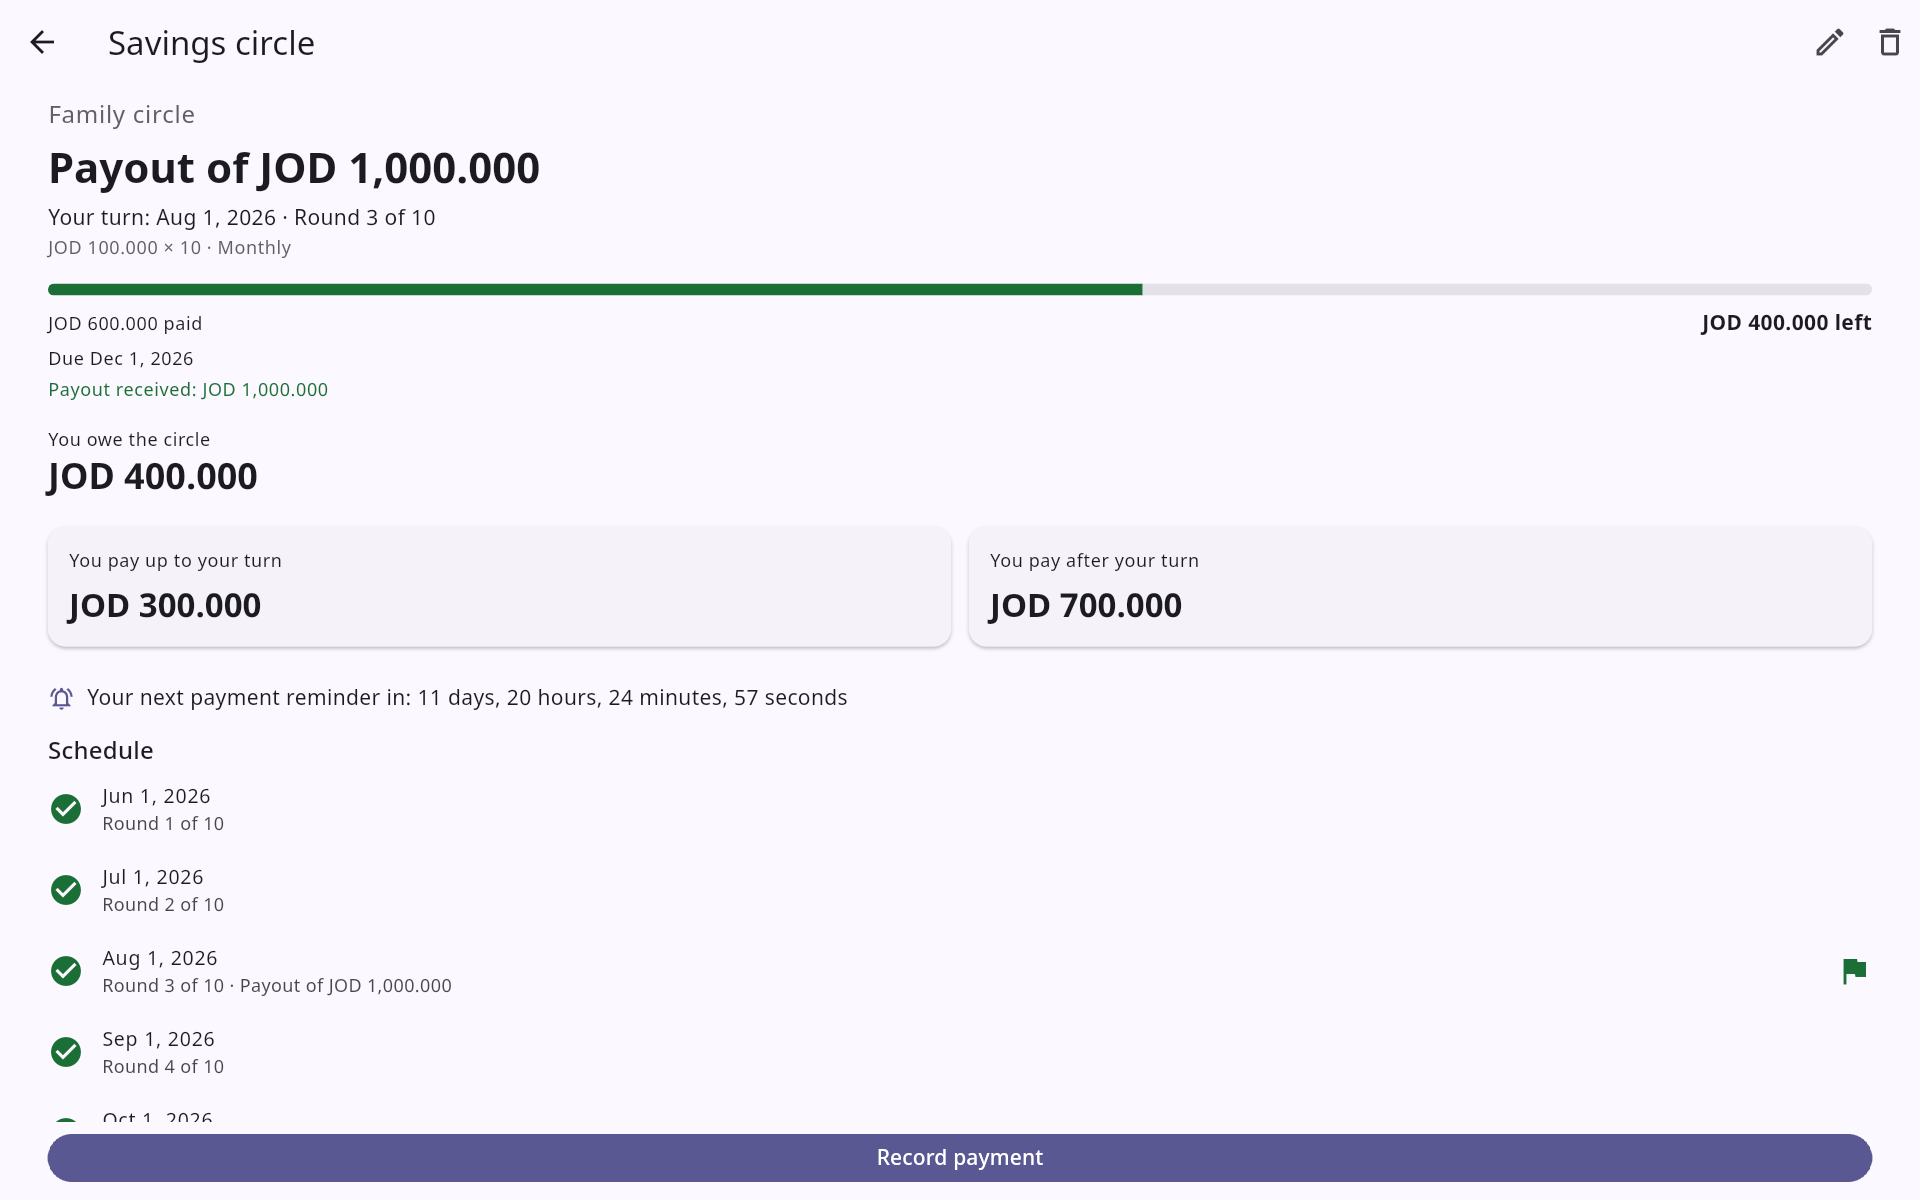 Savings circle
Family circle
Payout of JOD 1,000.000
Your turn: Aug 1, 2026 · Round 3 of 10
JOD 100.000 × 10 · Monthly
JOD 600.000 paid
JOD 400.000 left
Due Dec 1, 2026
Payout received: JOD 1,000.000
You owe the circle
JOD 400.000
You pay up to your turn
JOD 300.000
You pay after your turn
JOD 700.000
Your next payment reminder in: 11 days, 20 hours, 24 minutes, 57 seconds
Schedule
Jun 1, 2026
Round 1 of 10
Jul 1, 2026
Round 2 of 10
Aug 1, 2026
Round 3 of 10 · Payout of JOD 1,000.000
Sep 1, 2026
Round 4 of 10
Oct 1, 2026
Record payment